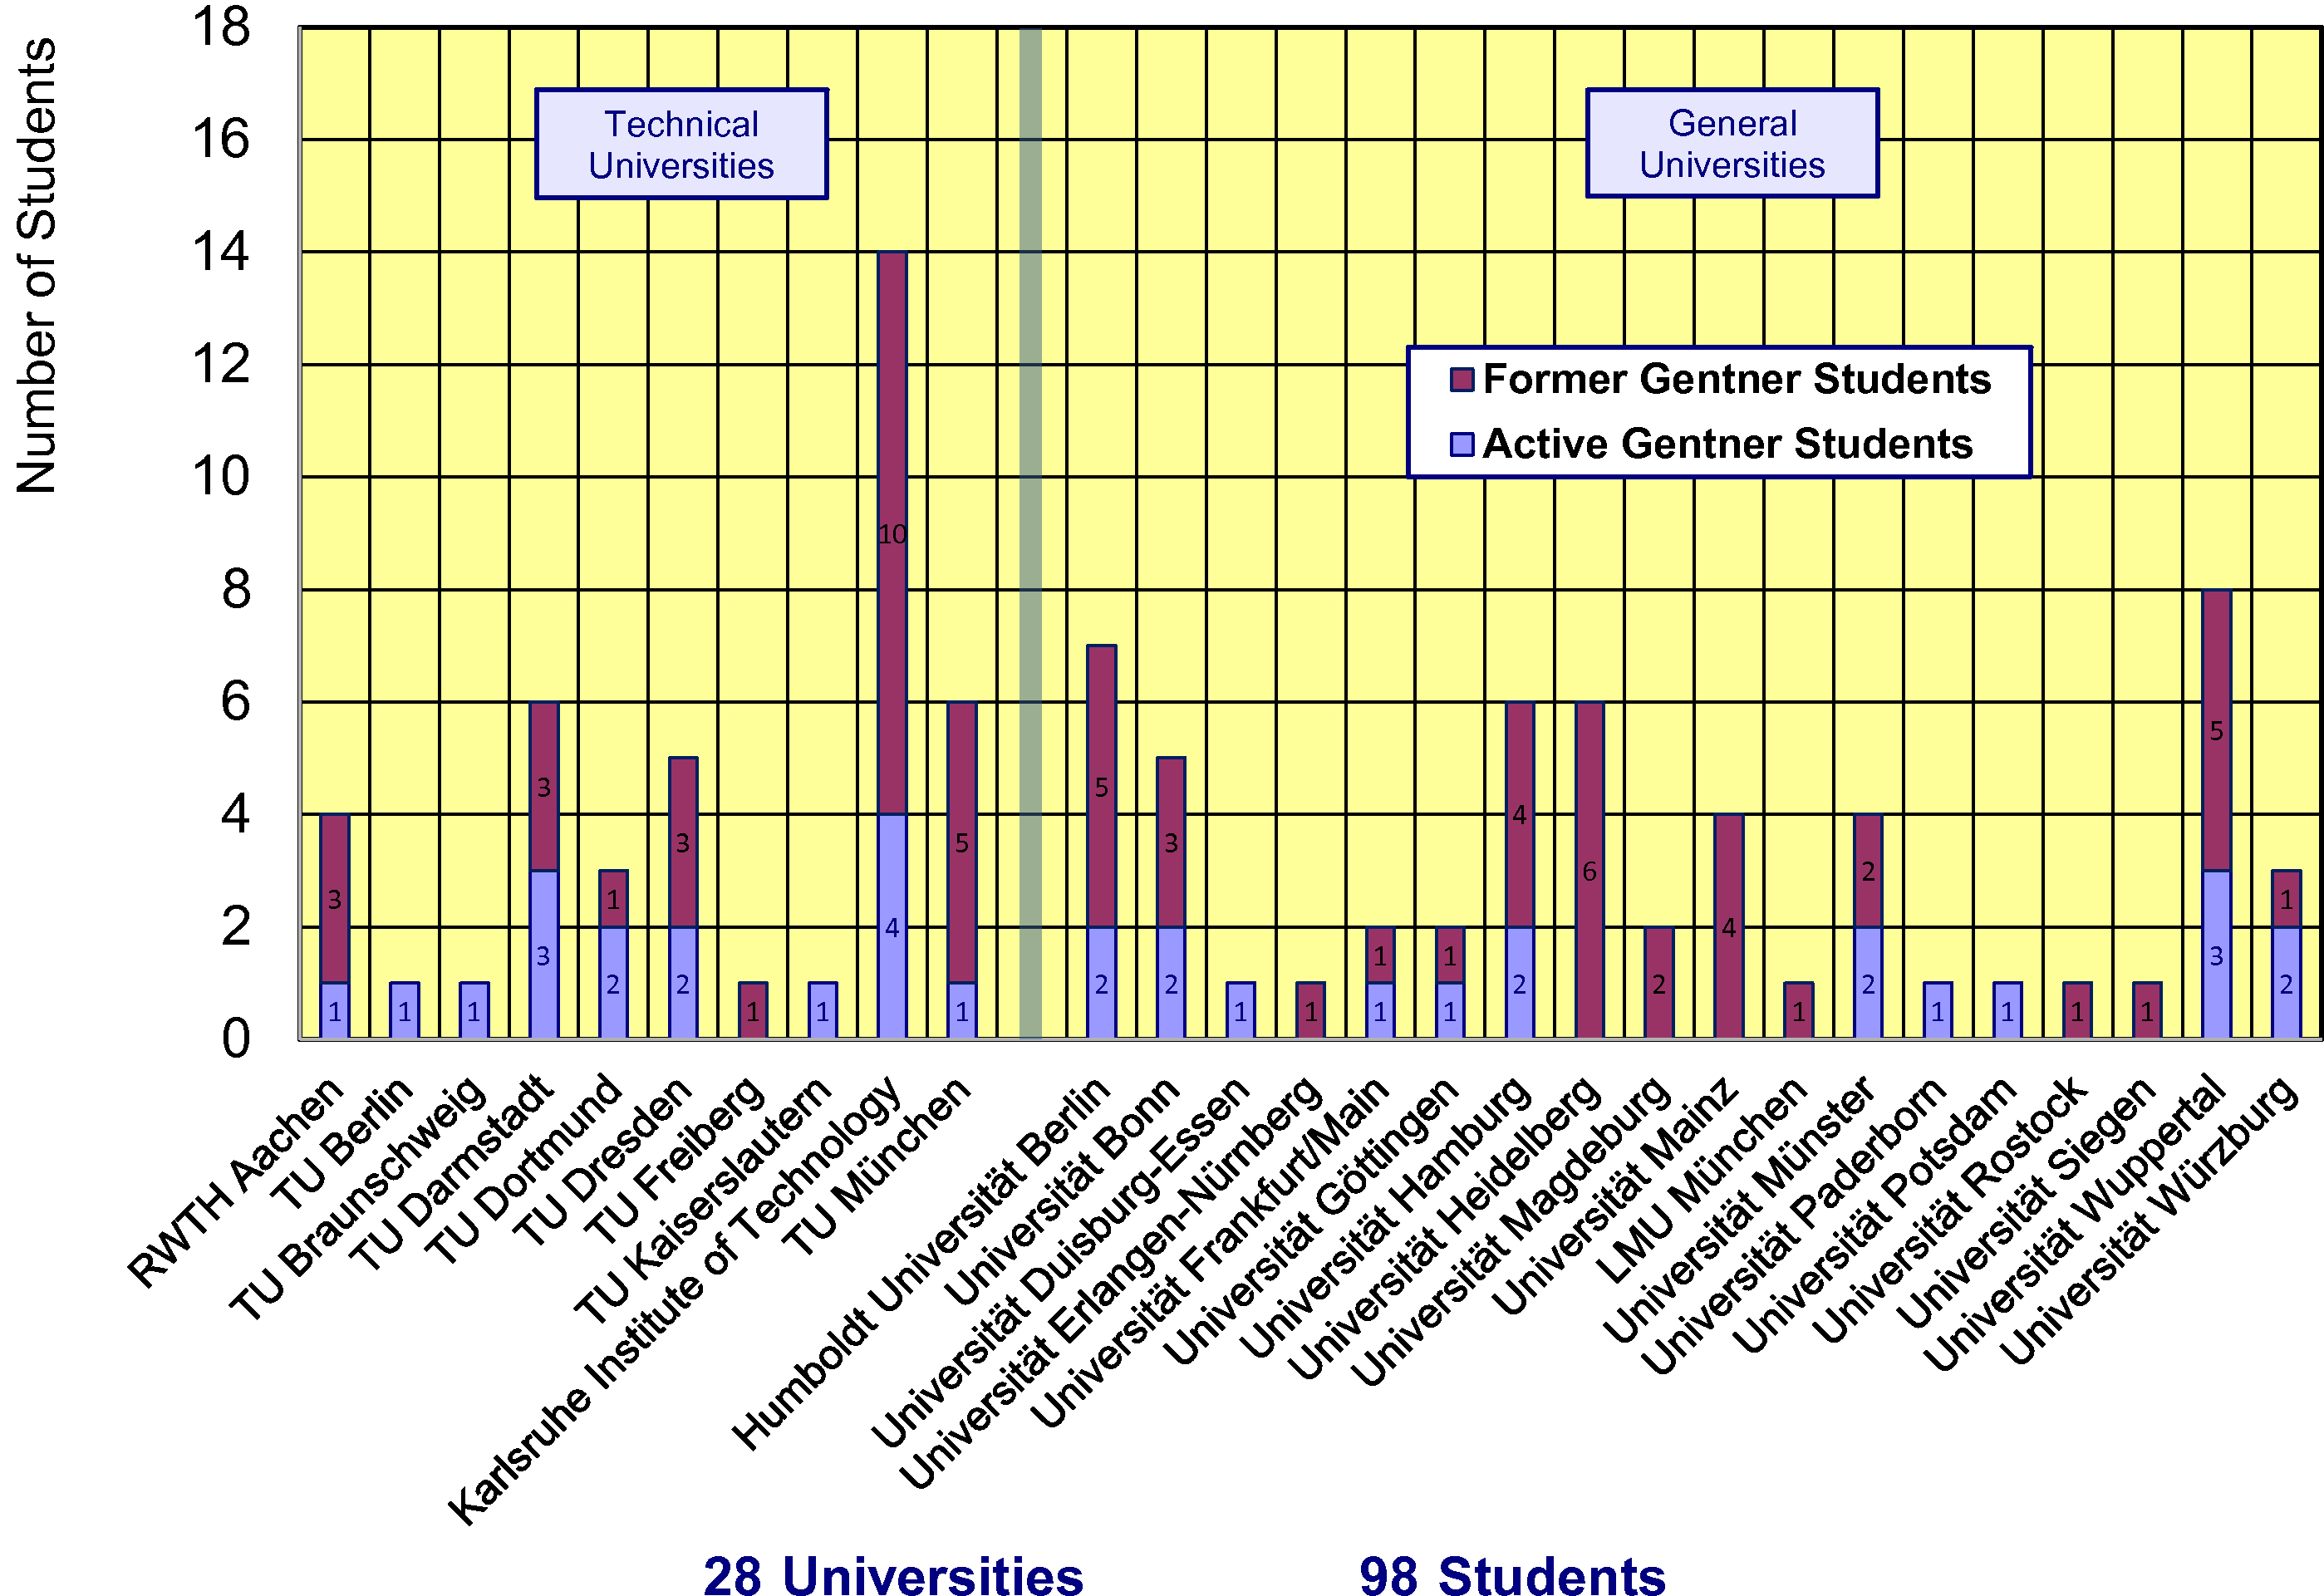 Number of Students
18
16
14
12
10
8
6
4
2
0
Technical
Universities
General
Universities
Former Gentner Students
Active Gentner Students
10
5
5
3
3
3
5
3
4
4
6
2
4
2
1
3
1
1
1
1
1
1
1
3
2
2
1
1
4
1
2
2
1
1
1
1
2
2
1
1
1
1
1
3
2
RWTH Aachen
TU Berlin
TU Braunschweig
TU Darmstadt
TU Dortmund
TU Dresden
TU Freiberg
TU Kaiserslautern
Karlsruhe Institute of Technology
TU München
Humboldt Universität Berlin
Universität Bonn
Universität Duisburg-Essen
Universität Erlangen-Nürnberg
Universität Frankfurt/Main
Universität Göttingen
Universität Hamburg
Universität Heidelberg
Universität Magdeburg
Universität Mainz
LMU München
Universität Münster
Universität Paderborn
Universität Potsdam
Universität Rostock
Universität Siegen
Universität Wuppertal
Universität Würzburg
28 Universities
98 Students